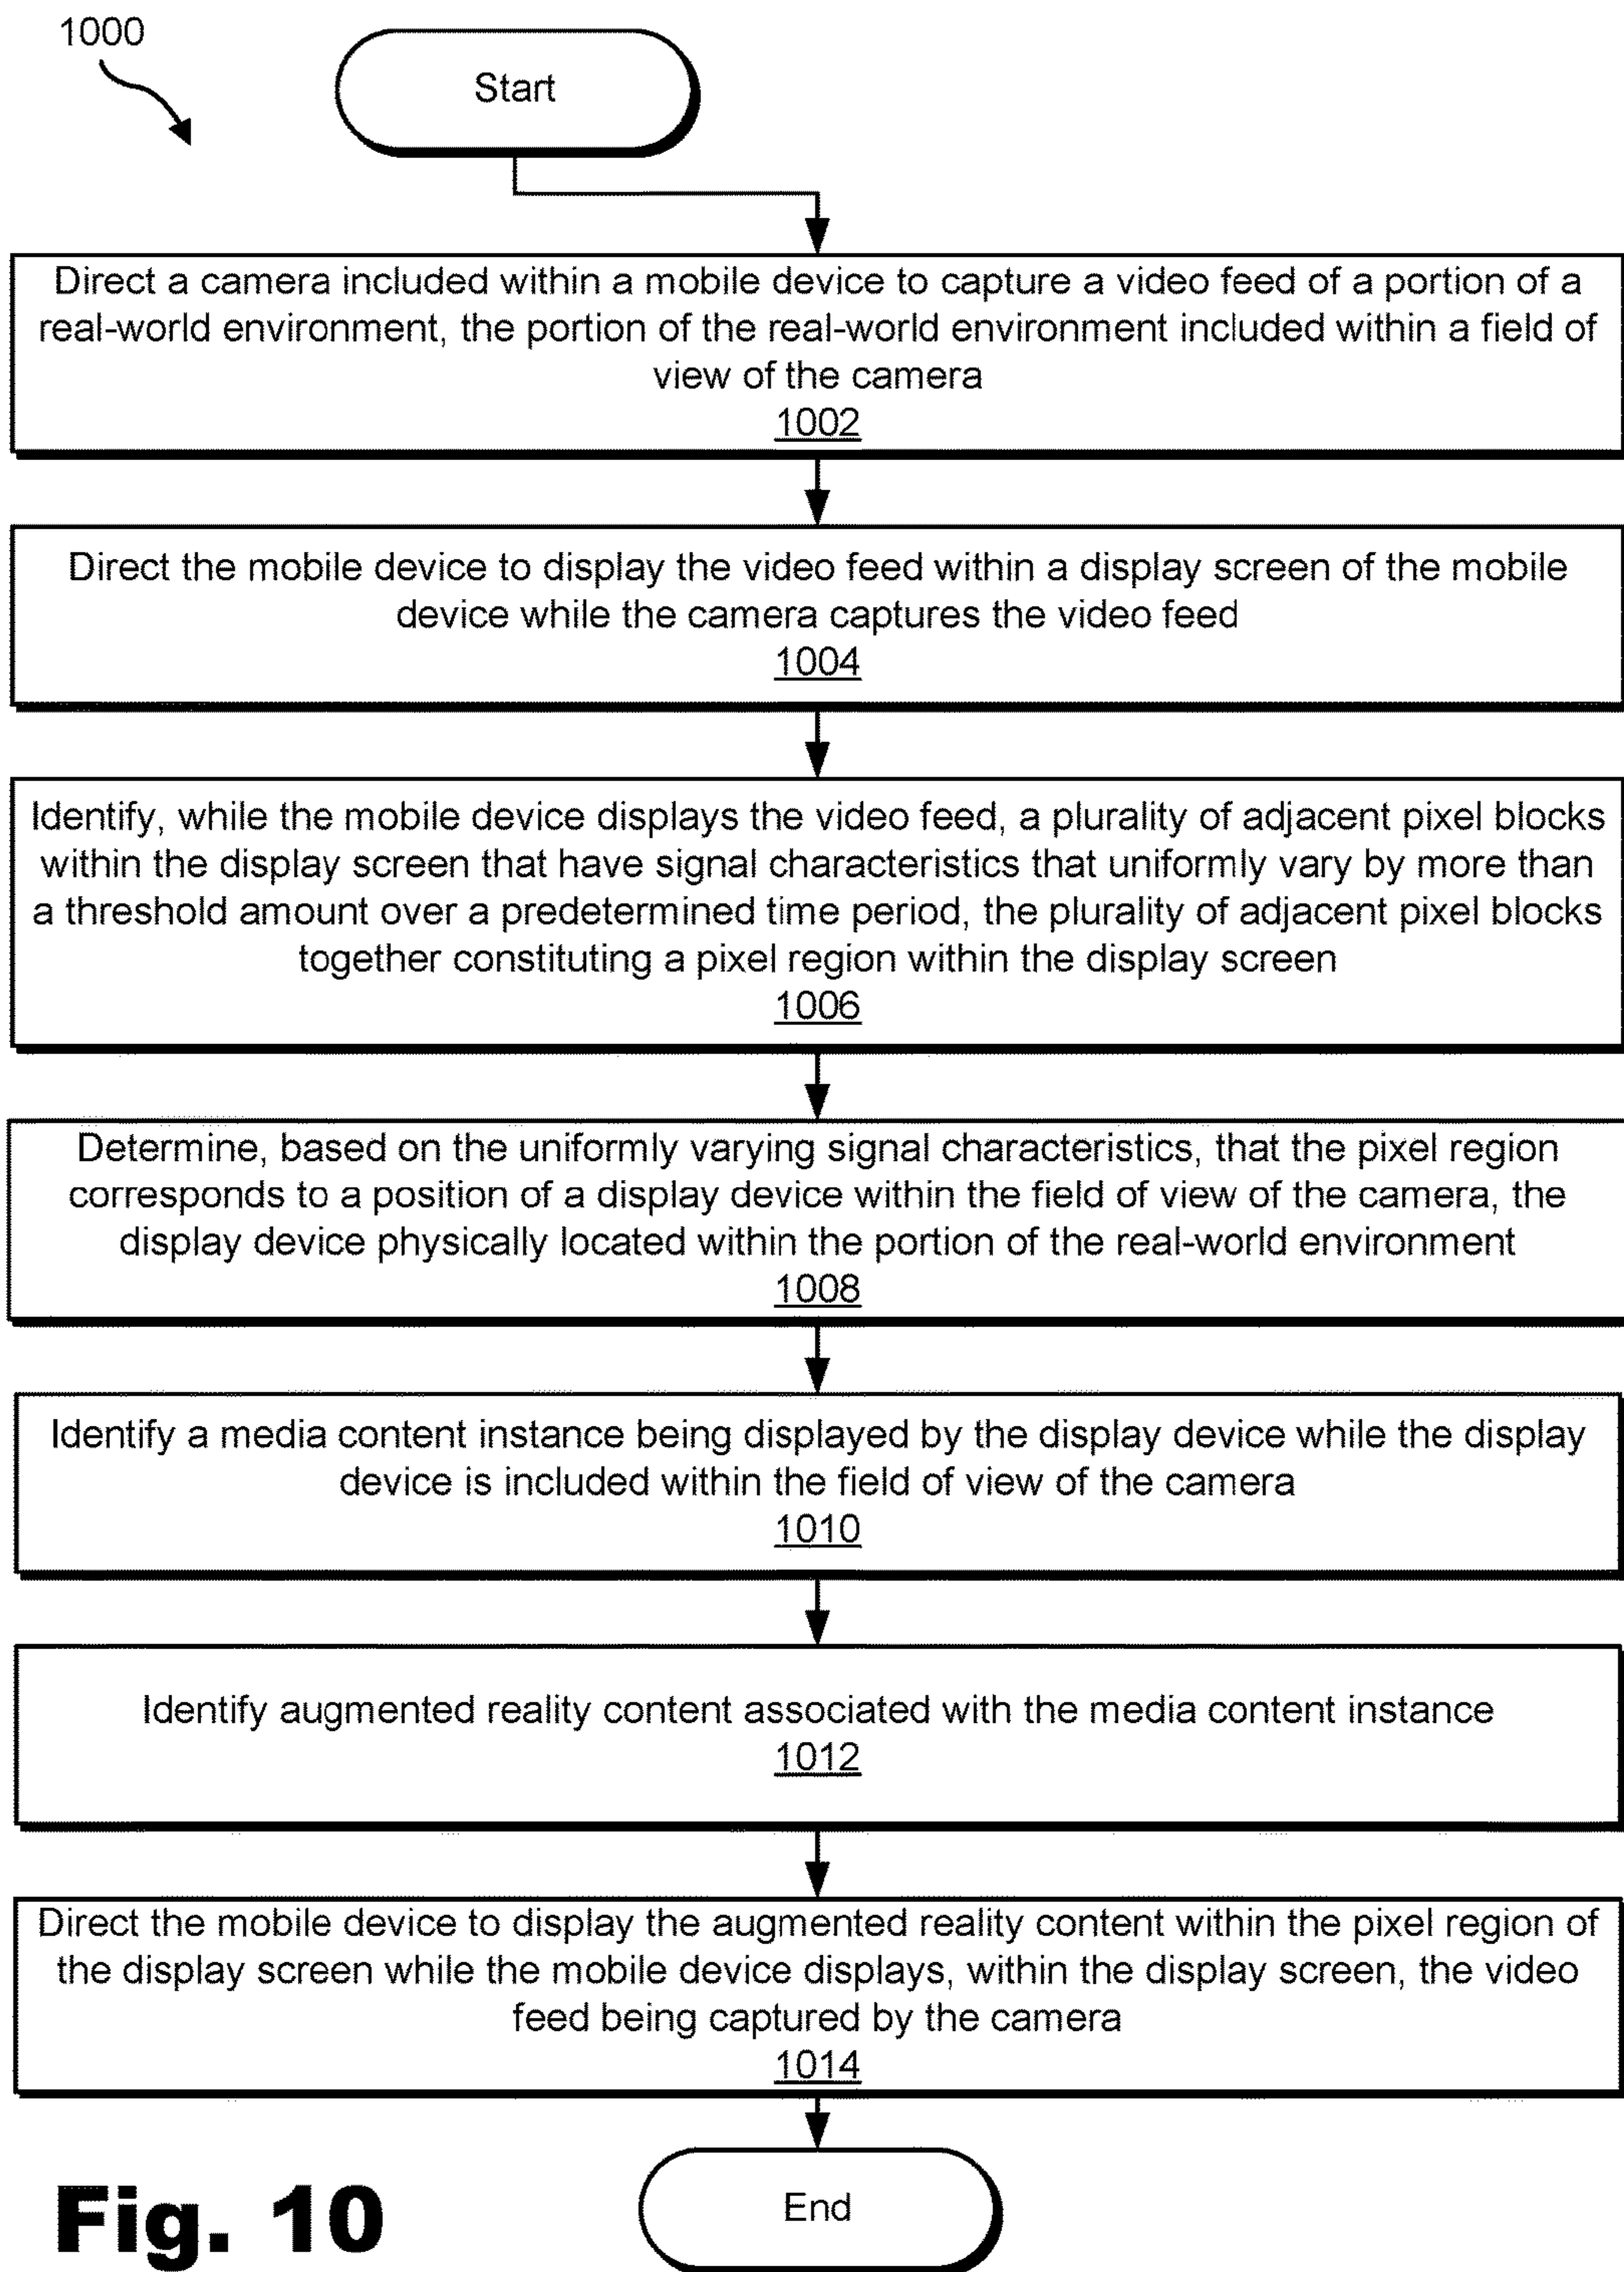 1000
Start
Direct a camera included within a mobile device to capture a video feed of a portion of a
real-world environment, the portion of the real-world environment included within a field of
view of the camera
1002
Direct the mobile device to display the video feed within a display screen of the mobile
device while the camera captures the video feed
1004
Identify, while the mobile device displays the video feed, a plurality of adjacent pixel blocks
within the display screen that have signal characteristics that uniformly vary by more than
a threshold amount over a predetermined time period, the plurality of adjacent pixel blocks
together constituting a pixel region within the display screen
1006
Determine, based on the uniformly varying signal characteristics, that the pixel region
corresponds to a position of a display device within the field of view of the camera, the
display device physically located within the portion of the real-world environment
1008
Identify a media content instance being displayed by the display device while the display
device is included within the field of view of the camera
1010
Identify augmented reality content associated with the media content instance
1012
Direct the mobile device to display the augmented reality content within the pixel region of
the display screen while the mobile device displays, within the display screen, the video
feed being captured by the camera
1014
End
Fig. 10